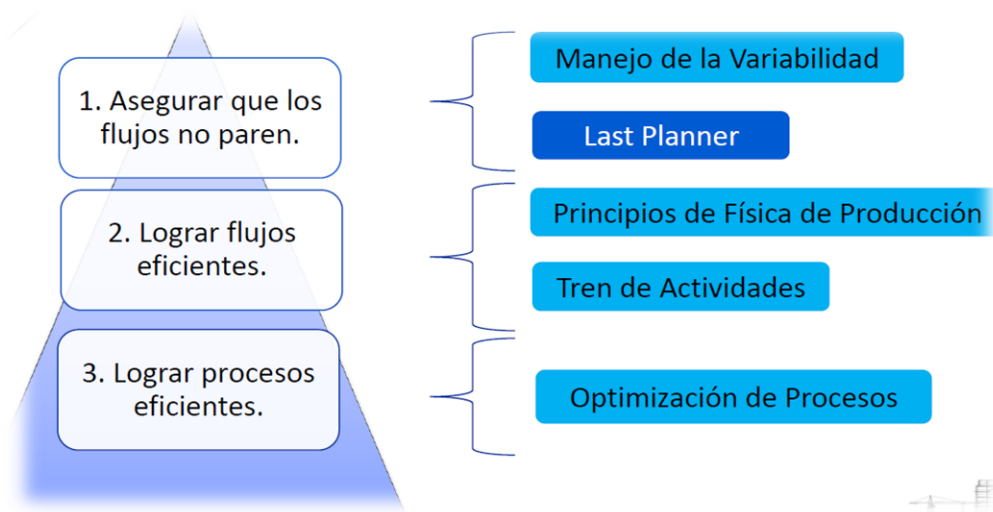 1. Asegurar que los
flujos no paren.
Manejo de la Variabilidad
Last Planner
2. Lograr flujos
eficientes.
Principios de Física de Producción
Tren de Actividades
3. Lograr procesos
eficientes.
Optimización de Procesos